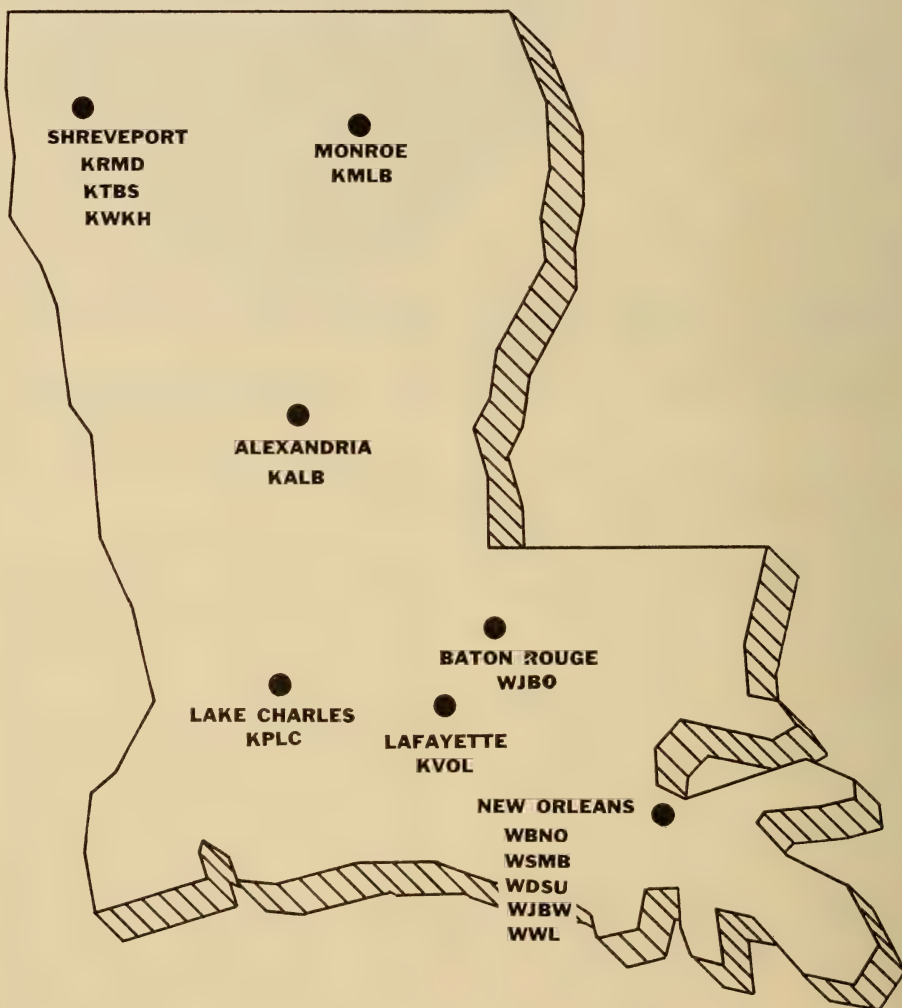 SHREVEPORT
KRMD
KTBS
KWKH
MONROE
KMLB
ALEXANDRIA
KALB
BATON ROUGE
WJBO
LAKE CHARLES
KPLC
LAFAYETTE
KVOL
NEW ORLEANS
WBNO
WSMB
WDSU
WJBW
WWL